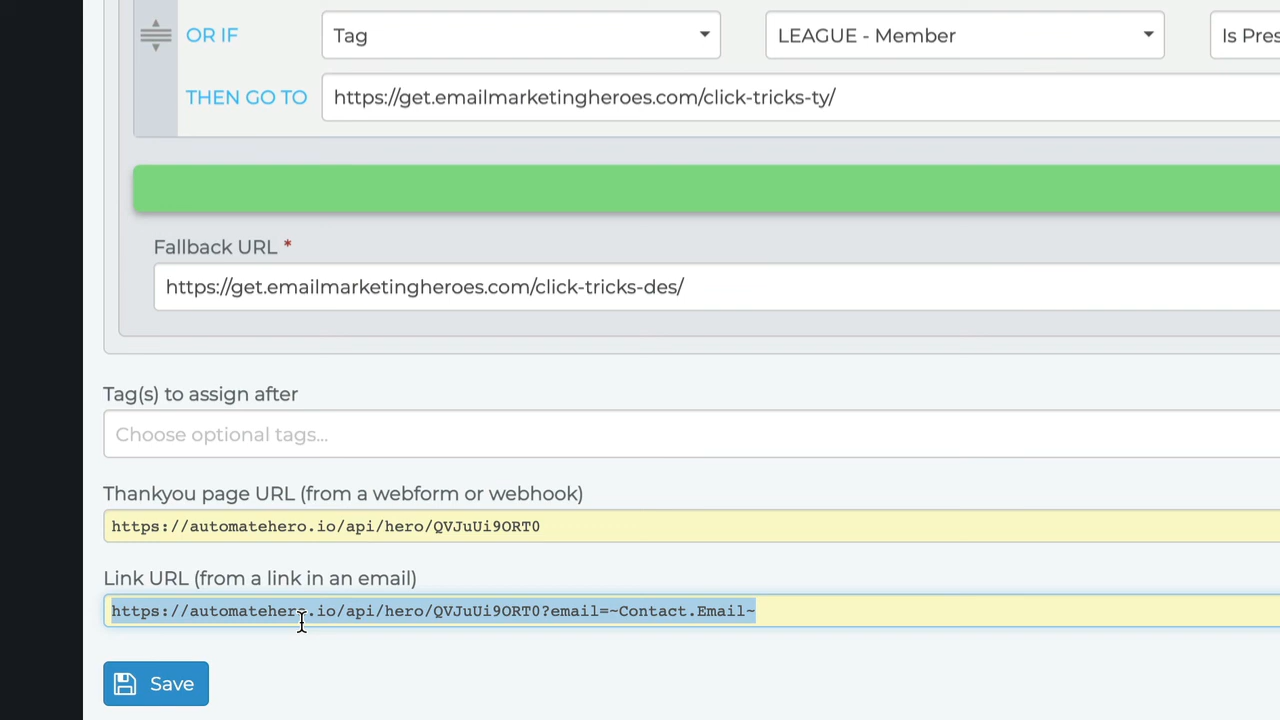 OR IF Tag LEAGUE - Member Is Pres
THEN GO TO https://get.emailmarketingheroes.com/click-tricks-ty/
Fallback URL *
https://get.emailmarketingheroes.com/click-tricks-des/
Tag(s) to assign after
Choose optional tags...
Thankyou page URL (from a webform or webhook)
https://automatehero.io/api/hero/QVJuUi9ORT0
Link URL (from a link in an email)
https://automatehero.io/api/hero/QVJuUi9ORT0?email=~Contact.Email~
Save